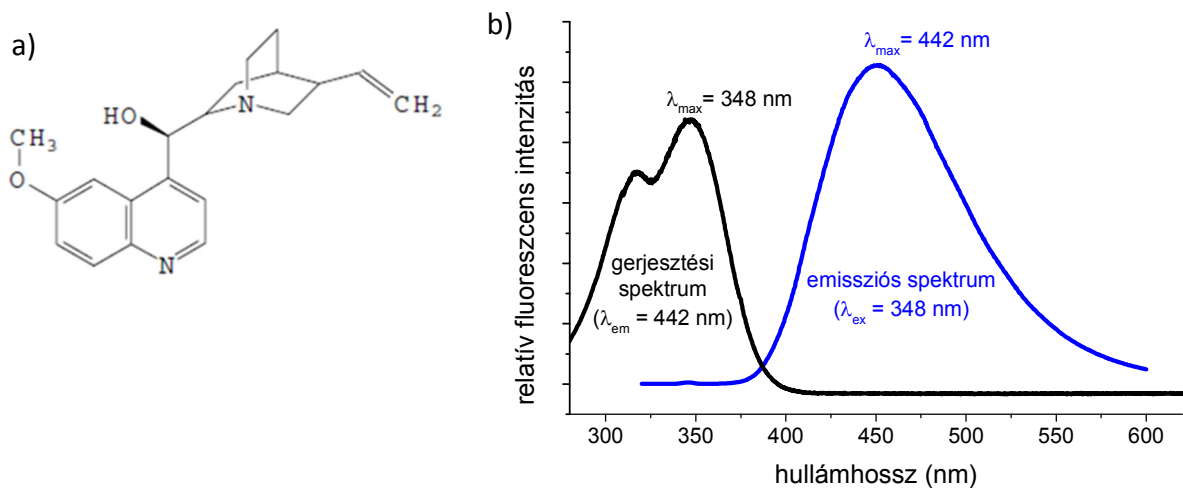 a)
HO
CH₃
O
N
N
CH₂
b)
relatív fluoreszcens intenzitás
λmax= 348 nm
λmax= 442 nm
gerjesztési
spektrum
(λem = 442 nm)
emissziós spektrum
(λex = 348 nm)
300 350 400 450 500 550 600
hullámhossz (nm)